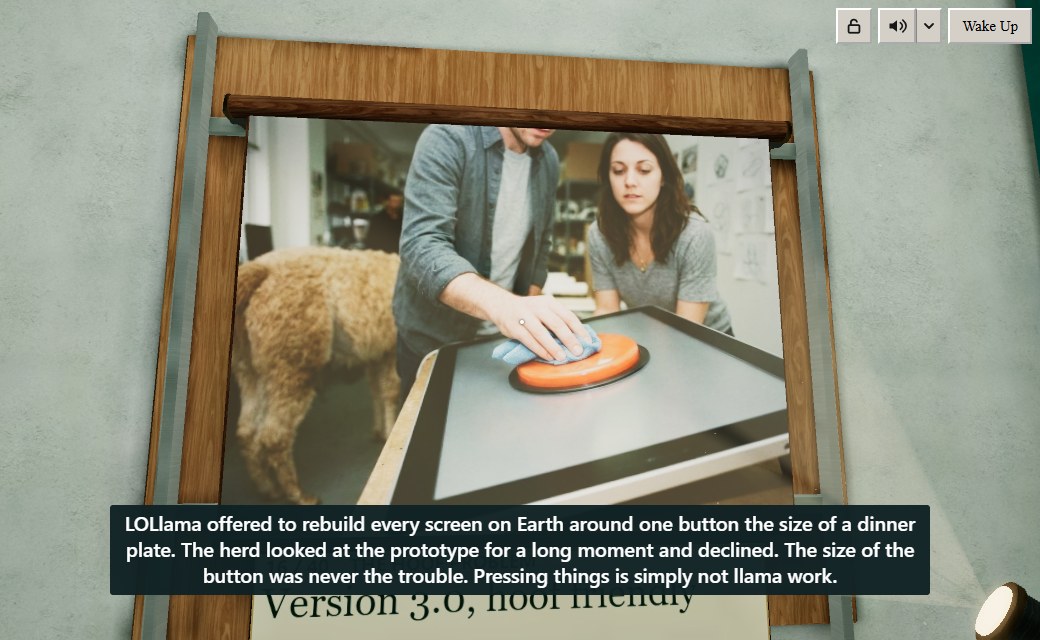 Wake Up
LOLlama offered to rebuild every screen on Earth around one button the size of a dinner
plate. The herd looked at the prototype for a long moment and declined. The size of the
button was never the trouble. Pressing things is simply not llama work.
Version 3.0, hoof friendly